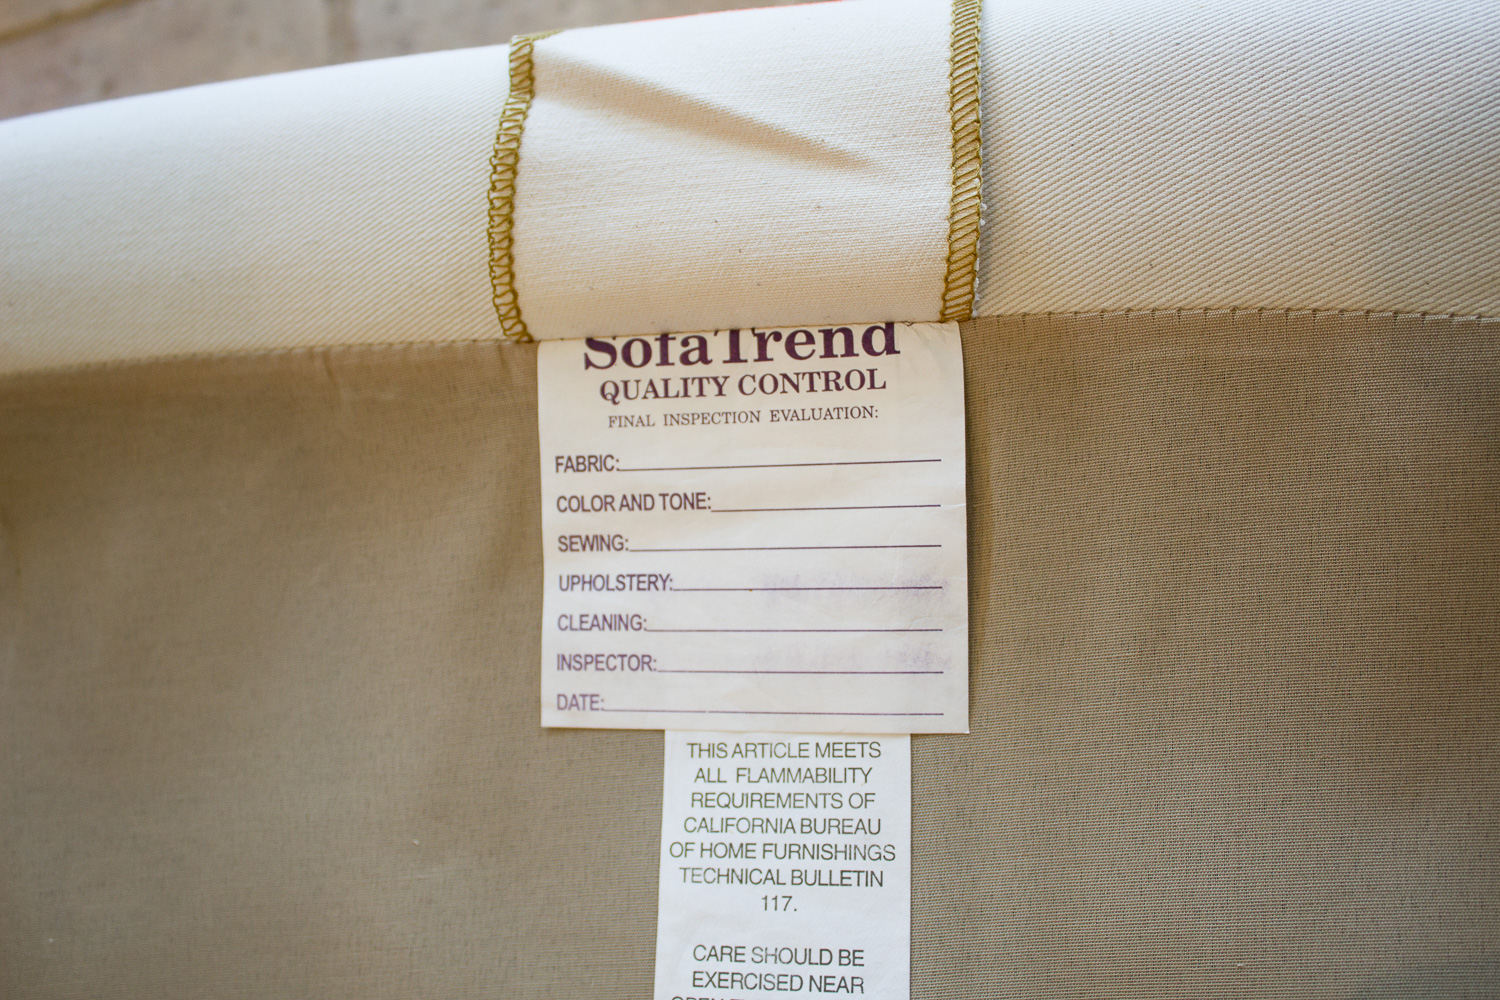 SofaTrend
QUALITY CONTROL
FINAL INSPECTION EVALUATION:
FABRIC:
COLOR AND TONE:
SEWING:
UPHOLSTERY:
CLEANING:
INSPECTOR:
DATE:
THIS ARTICLE MEETS
ALL FLAMMABILITY
REQUIREMENTS OF
CALIFORNIA BUREAU
OF HOME FURNISHINGS
TECHNICAL BULLETIN
117.
CARE SHOULD BE
EXERCISED NEAR